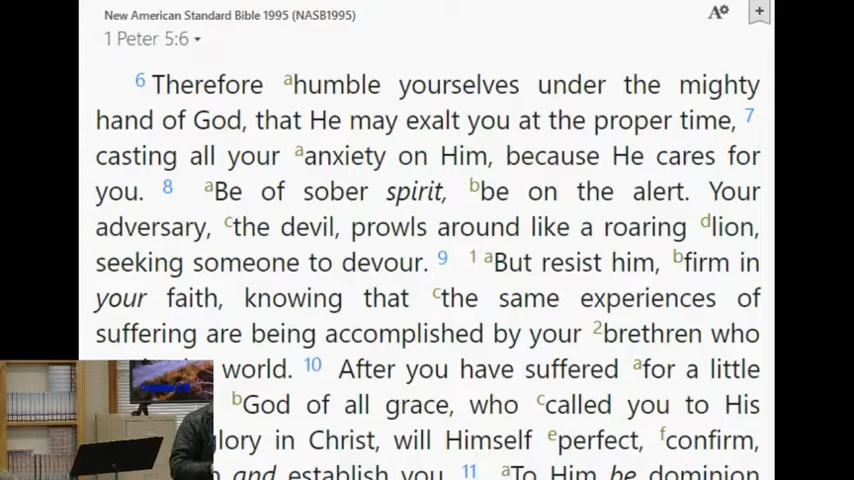 New American Standard Bible 1995 (NASB1995)
1 Peter 5:6
6 Therefore a humble yourselves under the mighty
hand of God, that He may exalt you at the proper time, 7
casting all your a anxiety on Him, because He cares for
you. 8 a Be of sober spirit, b be on the alert. Your
adversary, c the devil, prowls around like a roaring d lion,
seeking someone to devour. 9 1 a But resist him, b firm in
your faith, knowing that c the same experiences of
suffering are being accomplished by your 2 brethren who
world. 10 After you have suffered a for a little
b God of all grace, who c called you to His
glory in Christ, will Himself e perfect, f confirm,
and establish you. 11 a To Him be dominion